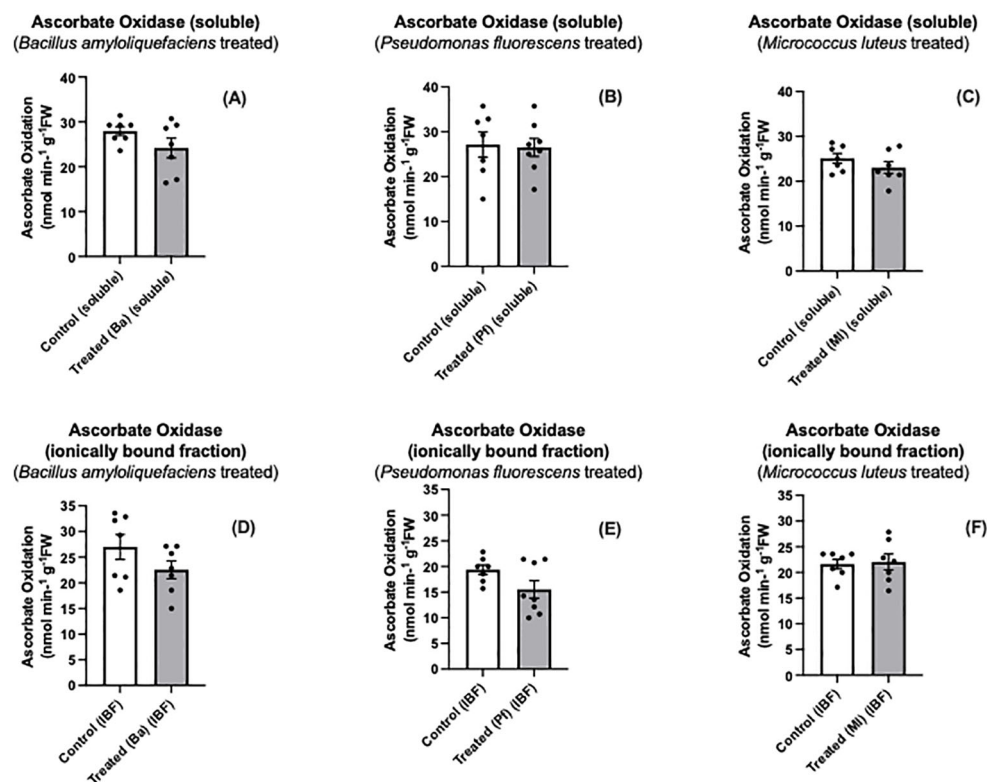 Ascorbate Oxidase (soluble)
(Bacillus amyloliquefaciens treated)
(A)
Ascorbate Oxidation
(nmol min-¹ g-¹FW)
40
30
20
10
0
Control (soluble)
Treated (Ba) (soluble)
Ascorbate Oxidase (soluble)
(Pseudomonas fluorescens treated)
(B)
Ascorbate Oxidation
(nmol min-¹ g-¹FW)
40
30
20
10
0
Control (soluble)
Treated (Pf) (soluble)
Ascorbate Oxidase (soluble)
(Micrococcus luteus treated)
(C)
Ascorbate Oxidation
(nmol min-¹ g-¹FW)
40
30
20
10
0
Control (soluble)
Treated (Ml) (soluble)
Ascorbate Oxidase
(ionically bound fraction)
(Bacillus amyloliquefaciens treated)
(D)
Ascorbate Oxidation
(nmol min-¹ g-¹FW)
35
30
25
20
15
10
5
0
Control (IBF)
Treated (Ba) (IBF)
Ascorbate Oxidase
(ionically bound fraction)
(Pseudomonas fluorescens treated)
(E)
Ascorbate Oxidation
(nmol min-¹ g-¹FW)
35
30
25
20
15
10
5
0
Control (IBF)
Treated (Pf) (IBF)
Ascorbate Oxidase
(ionically bound fraction)
(Micrococcus luteus treated)
(F)
Ascorbate Oxidation
(nmol min-¹ g-¹FW)
35
30
25
20
15
10
5
0
Control (IBF)
Treated (Ml) (IBF)